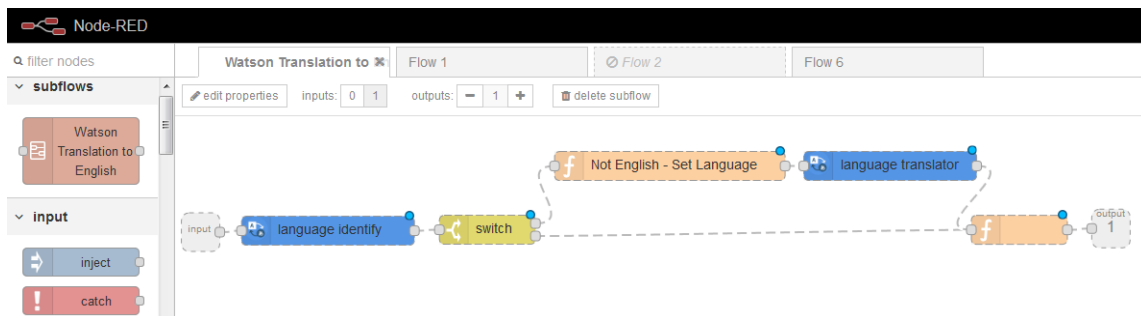 Node-RED
filter nodes
Watson Translation to
Flow 1
Flow 2
Flow 6
subflows
edit properties
inputs: 0 1
outputs: - 1 +
delete subflow
Watson
Translation to
English
input
inject
catch
input
language identify
switch
Not English - Set Language
language translator
f
f
output
1